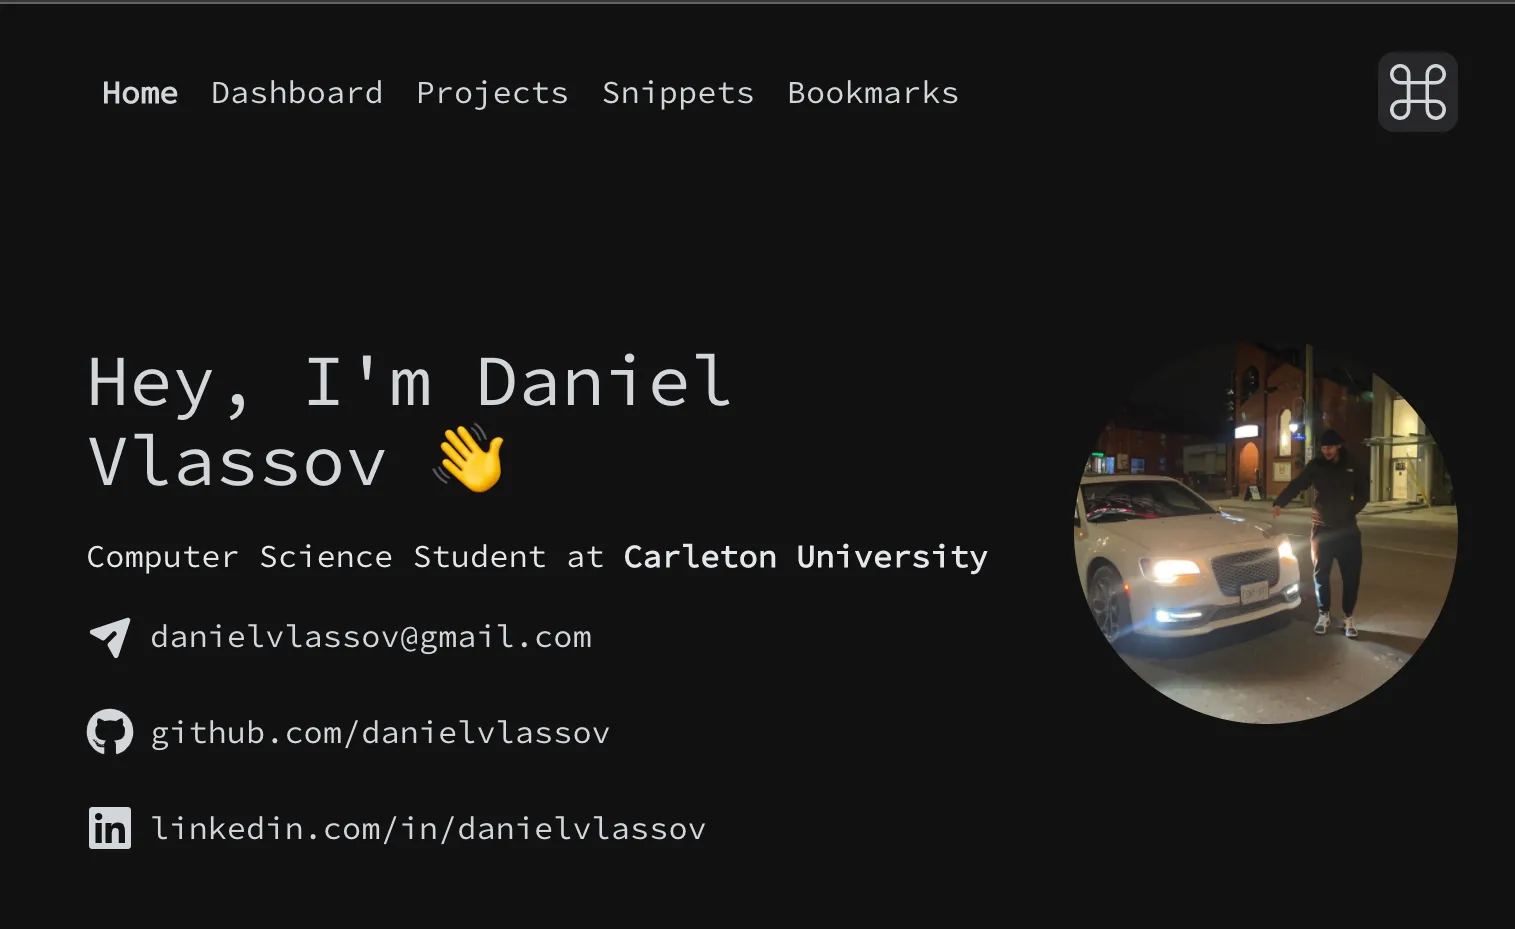 Home Dashboard Projects Snippets Bookmarks
Hey, I'm Daniel
Vlassov 👋
Computer Science Student at Carleton University
danielvlassov@gmail.com
github.com/danielvlassov
in linkedin.com/in/danielvlassov